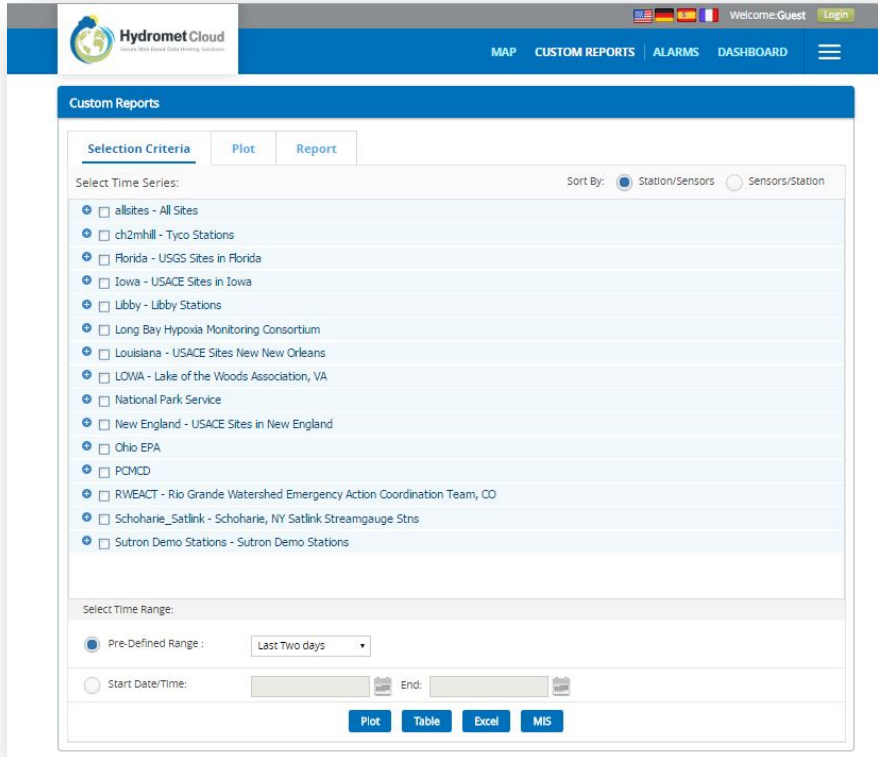 Welcome:Guest Login
Hydromet Cloud
MAP CUSTOM REPORTS ALARMS DASHBOARD
Custom Reports
Selection Criteria Plot Report
Select Time Series: Sort By: Station/Sensors Sensors/Station
allsites - All Sites
ch2mhill - Tyco Stations
Florida - USGS Sites in Florida
Iowa - USACE Sites in Iowa
Libby - Libby Stations
Long Bay Hypoxia Monitoring Consortium
Louisiana - USACE Sites New New Orleans
LOWA - Lake of the Woods Association, VA
National Park Service
New England - USACE Sites in New England
Ohio EPA
PCMCD
RWEACT - Rio Grande Watershed Emergency Action Coordination Team, CO
Schoharie_Satlink - Schoharie, NY Satlink Streamgauge Stns
Sutron Demo Stations - Sutron Demo Stations
Select Time Range:
Pre-Defined Range : Last Two days
Start Date/Time: End:
Plot Table Excel MIS